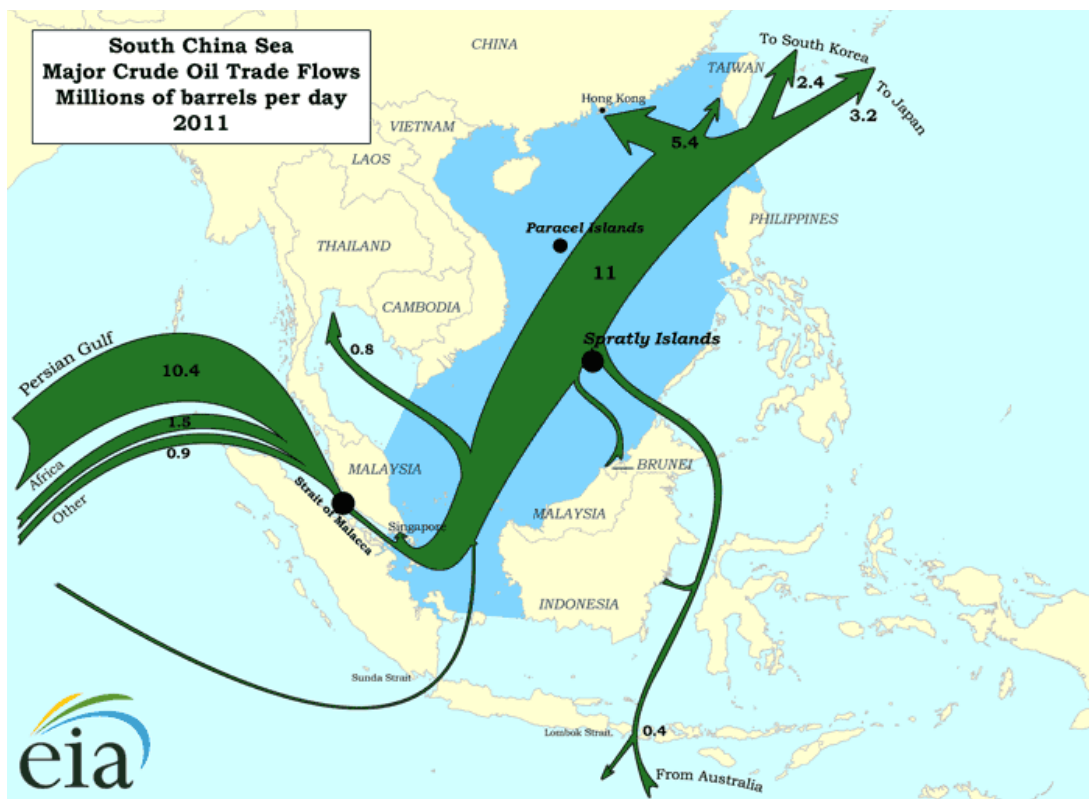 South China Sea
Major Crude Oil Trade Flows
Millions of barrels per day
2011
CHINA
To South Korea
TAIWAN
2.4
To Japan
Hong Kong
3.2
VIETNAM
5.4
LAOS
PHILIPPINES
Paracel Islands
THAILAND
11
CAMBODIA
Spratly Islands
0.8
Persian Gulf
10.4
1.5
0.9
Africa
Other
MALAYSIA
BRUNEI
Strait of Malacca
Singapore
MALAYSIA
INDONESIA
Sunda Strait
Lombok Strait.
0.4
From Australia
eia